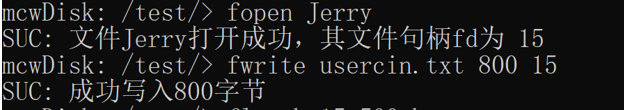 mcwDisk: /test/> fopen Jerry
SUC: 文件Jerry打开成功，其文件句柄fd为 15
mcwDisk: /test/> fwrite usercin.txt 800 15
SUC: 成功写入800字节